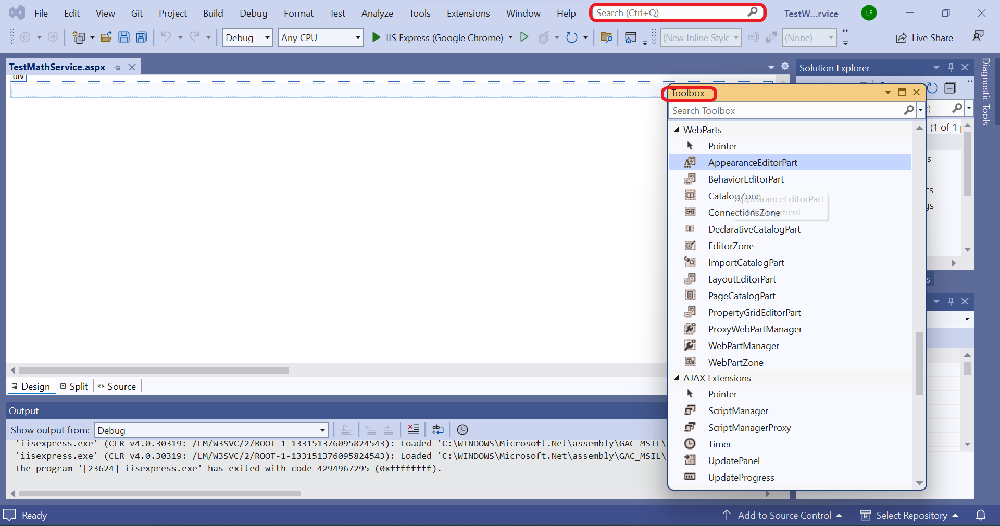 File Edit View Git Project Build Debug Format Test Analyze Tools Extensions Window Help Search (Ctrl+Q) TestW...rvice LF
Debug Any CPU IIS Express (Google Chrome) (New Inline Style (None) Live Share
TestMathService.aspx
Solution Explorer
Diagnostic Tools
div
Toolbox
Search Toolbox
(1 of 1
WebParts
Pointer
AppearanceEditorPart
BehaviorEditorPart
CatalogZone
AppearanceEditorPart
ConnectionsZone
HTML Fragment
DeclarativeCatalogPart
EditorZone
ImportCatalogPart
LayoutEditorPart
PageCatalogPart
PropertyGridEditorPart
ProxyWebPartManager
WebPartManager
WebPartZone
AJAX Extensions
Pointer
ScriptManager
ScriptManagerProxy
Timer
UpdatePanel
UpdateProgress
Design Split Source
Output
Show output from: Debug
'iisexpress.exe' (CLR v4.0.30319: /LM/W3SVC/2/ROOT-1-133151376095824543): Loaded 'C:\WINDOWS\Microsoft.Net\assembly\GAC_MSIL\
'iisexpress.exe' (CLR v4.0.30319: /LM/W3SVC/2/ROOT-1-133151376095824543): Loaded 'C:\WINDOWS\Microsoft.Net\assembly\GAC_MSIL\
The program '[23624] iisexpress.exe' has exited with code 4294967295 (0xffffffff).
Ready Add to Source Control Select Repository